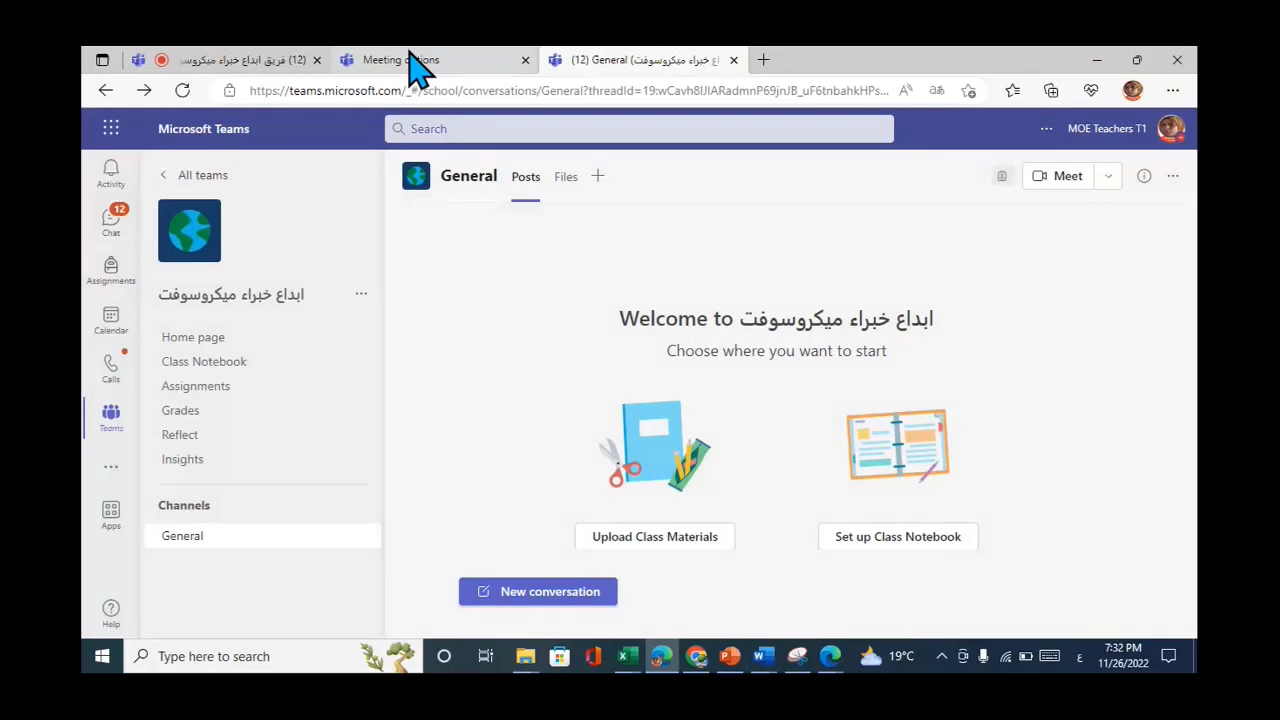 (12) فريق ابداع خبراء ميكروسو
Meeting options
(12) General (ابداع خبراء ميكروسوفت
https://teams.microsoft.com/_#/school/conversations/General?threadId=19:wCavh8IJlARadmnP69jnJB_uF6tnbahkHPs...
Microsoft Teams
Search
MOE Teachers T1
Activity
12
Chat
Assignments
Calendar
Calls
Teams
Apps
Help
All teams
ابداع خبراء ميكروسوفت
Home page
Class Notebook
Assignments
Grades
Reflect
Insights
Channels
General
General
Posts
Files
Meet
Welcome to ابداع خبراء ميكروسوفت
Choose where you want to start
Upload Class Materials
Set up Class Notebook
New conversation
Type here to search
19°C
ع
7:32 PM
11/26/2022